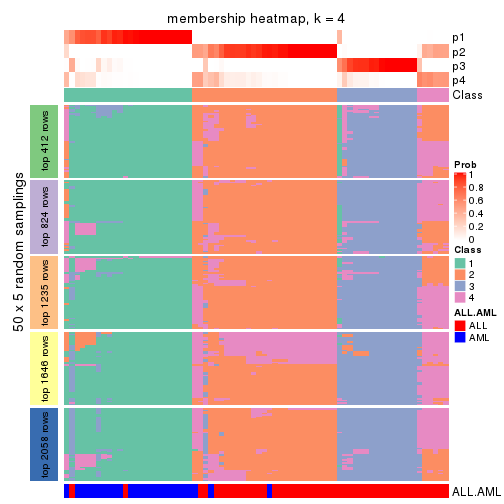 membership heatmap, k = 4
p1
p2
p3
p4
Class
50 x 5 random samplings
top 412 rows
top 824 rows
top 1235 rows
top 1646 rows
top 2058 rows
Prob
1
0.8
0.6
0.4
0.2
0
Class
1
2
3
4
ALL.AML
ALL
AML
ALL.AML